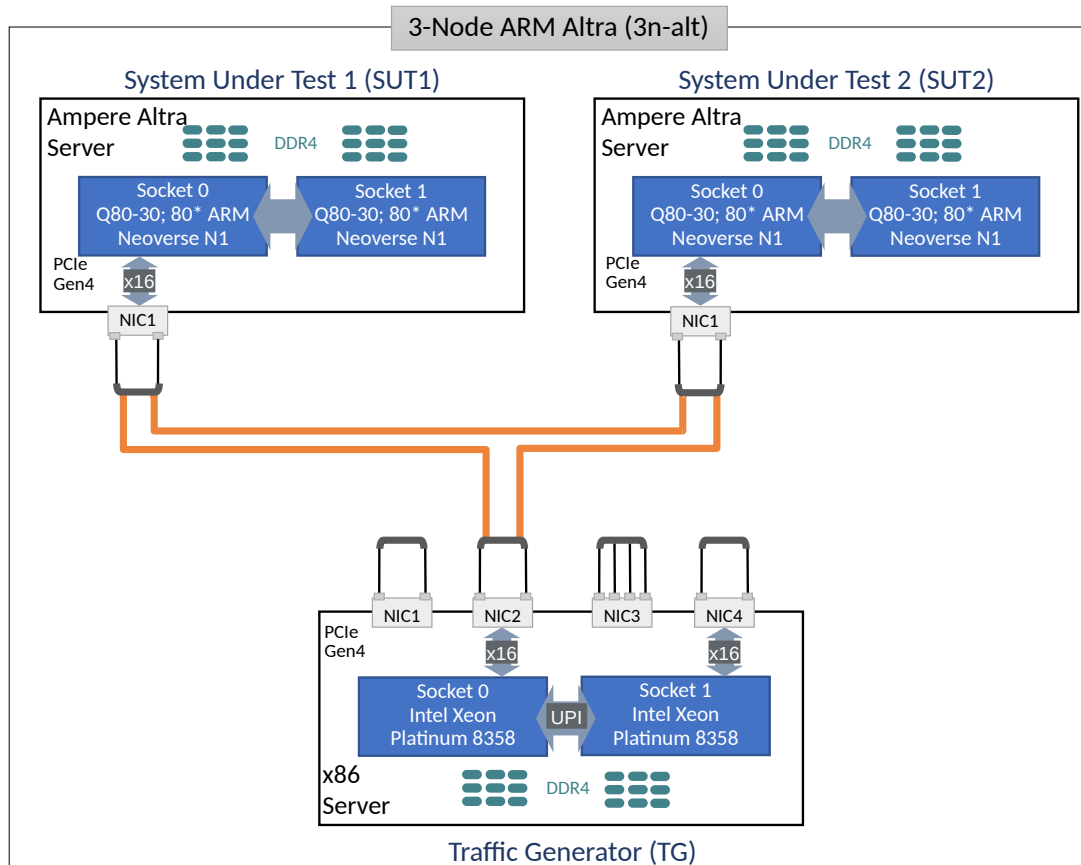 3-Node ARM Altra (3n-alt)
System Under Test 1 (SUT1)
Ampere Altra
Server
DDR4
Socket 0
Q80-30; 80* ARM
Neoverse N1
Socket 1
Q80-30; 80* ARM
Neoverse N1
PCIe
Gen4
x16
NIC1
System Under Test 2 (SUT2)
Ampere Altra
Server
DDR4
Socket 0
Q80-30; 80* ARM
Neoverse N1
Socket 1
Q80-30; 80* ARM
Neoverse N1
PCIe
Gen4
x16
NIC1
NIC1
NIC2
NIC3
NIC4
PCIe
Gen4
x16
x16
Socket 0
Intel Xeon
Platinum 8358
UPI
Socket 1
Intel Xeon
Platinum 8358
x86
Server
DDR4
Traffic Generator (TG)